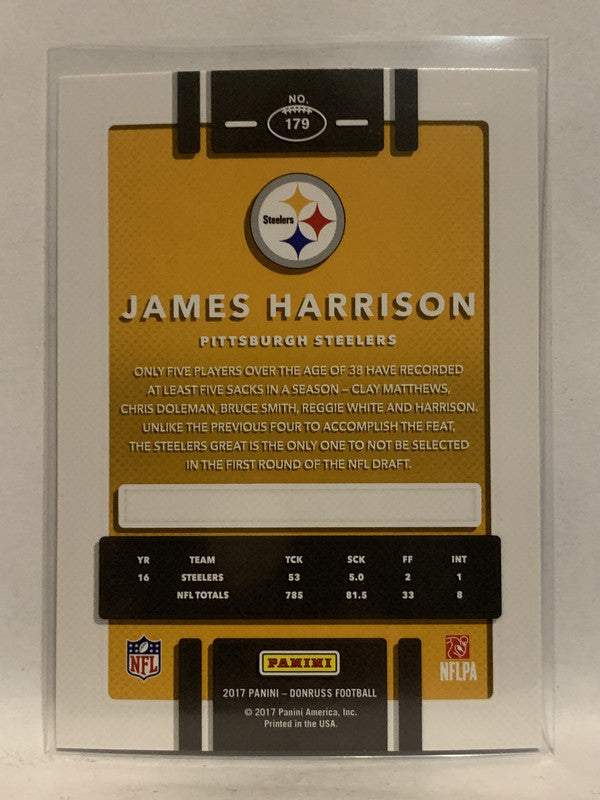 NO.
179
Steelers
JAMES HARRISON
PITTSBURGH STEELERS
ONLY FIVE PLAYERS OVER THE AGE OF 38 HAVE RECORDED
AT LEAST FIVE SACKS IN A SEASON – CLAY MATTHEWS,
CHRIS DOLEMAN, BRUCE SMITH, REGGIE WHITE AND HARRISON.
UNLIKE THE PREVIOUS FOUR TO ACCOMPLISH THE FEAT,
THE STEELERS GREAT IS THE ONLY ONE TO NOT BE SELECTED
IN THE FIRST ROUND OF THE NFL DRAFT.
YR TEAM TCK SCK FF INT
16 STEELERS 53 5.0 2 1
NFL TOTALS 785 81.5 33 8
NFL
PANINI
NFLPA
2017 PANINI – DONRUSS FOOTBALL
© 2017 Panini America, Inc.
Printed in the USA.